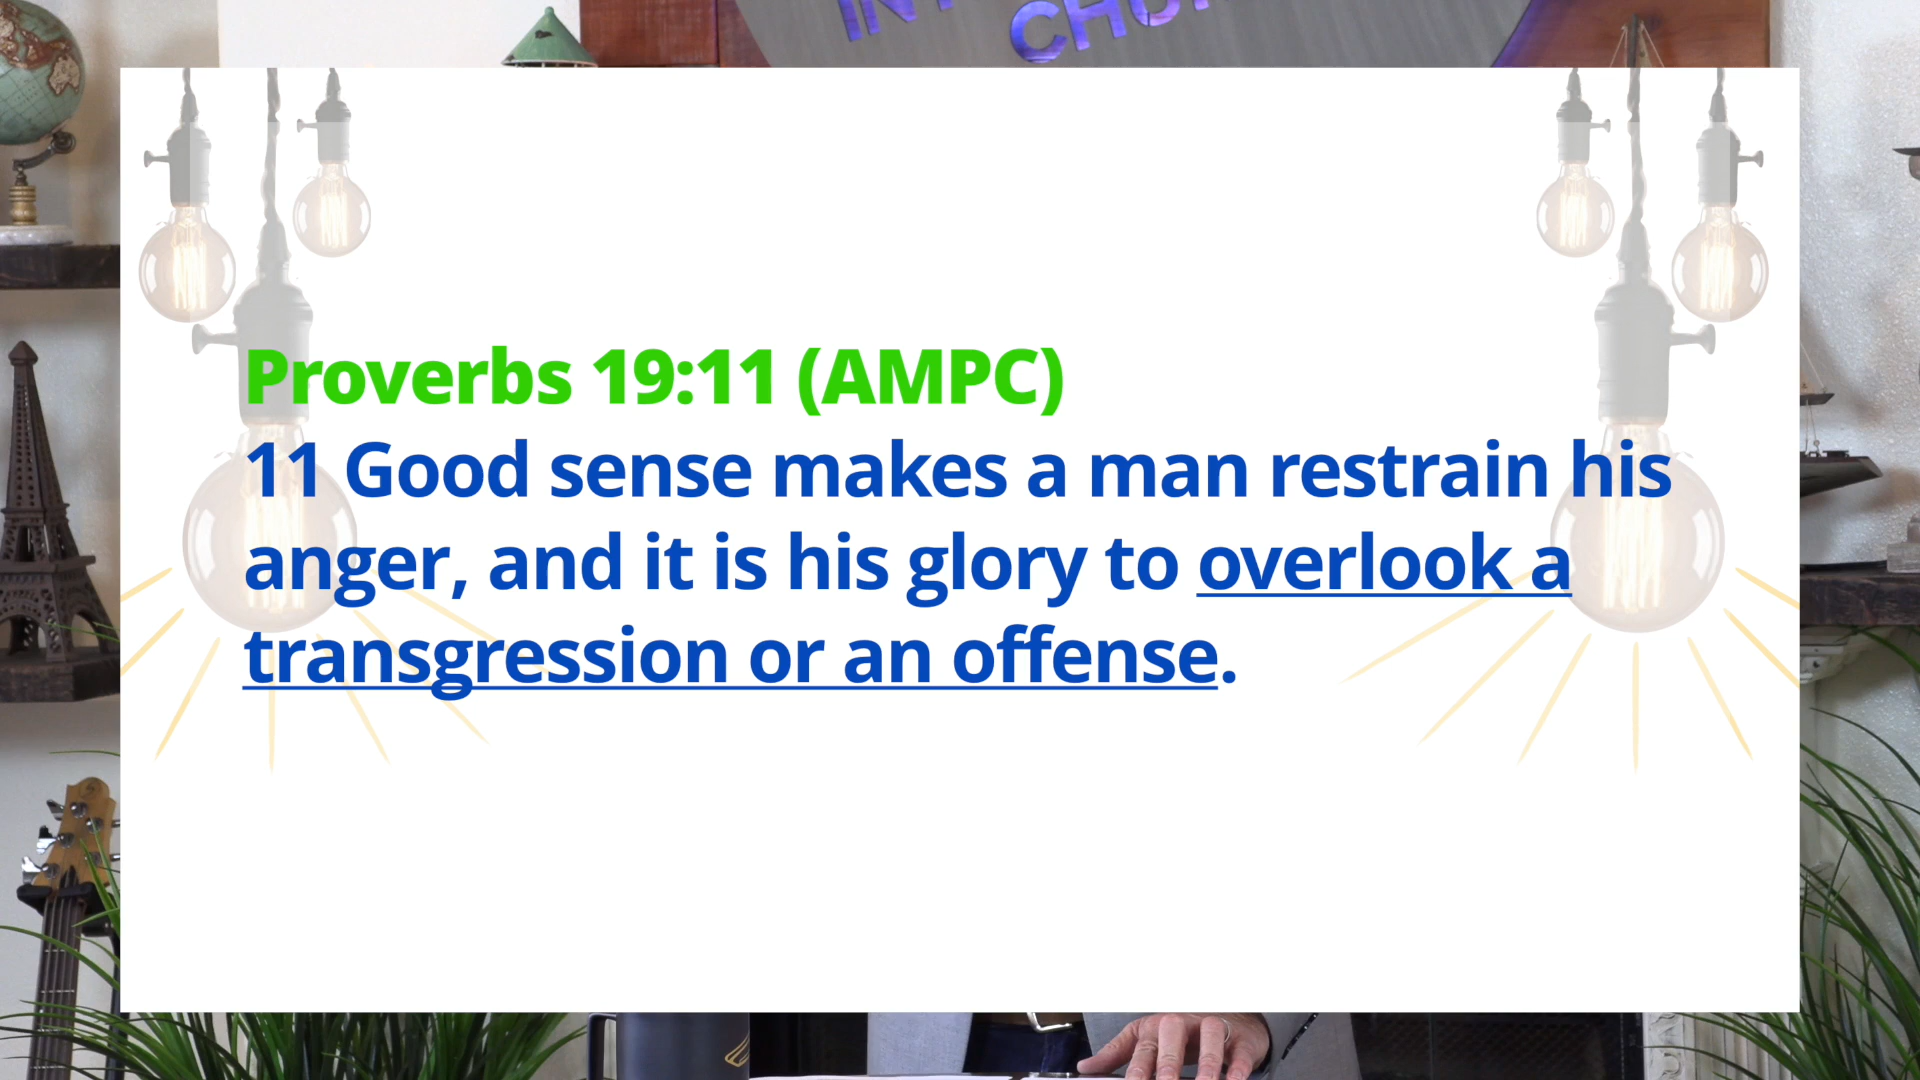 CHU
Proverbs 19:11 (AMPC)
11 Good sense makes a man restrain his
anger, and it is his glory to overlook a
transgression or an offense.